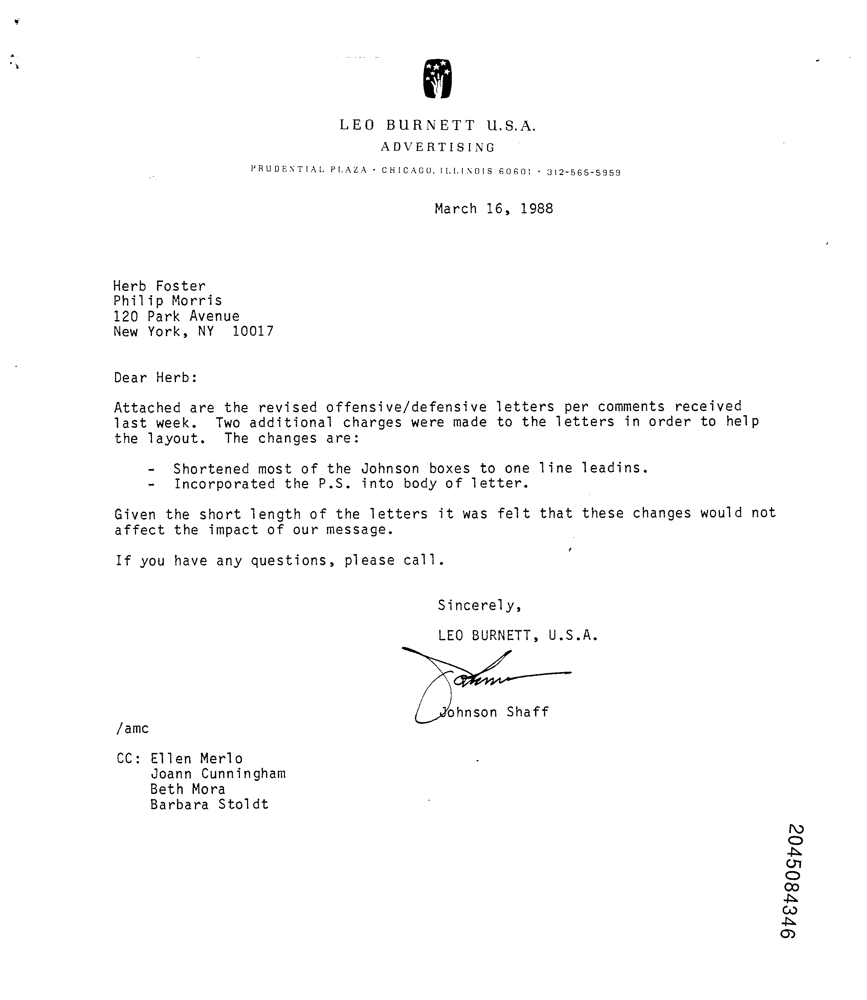 LEO BURNETT U.S.A.
ADVERTISING
PRUDENTIAL PLAZA • CHICAGO, ILLINOIS 60601 • 312-565-5959
March 16, 1988
Herb Foster
Philip Morris
120 Park Avenue
New York, NY  10017
Dear Herb:
Attached are the revised offensive/defensive letters per comments received
last week.  Two additional charges were made to the letters in order to help
the layout.  The changes are:
-  Shortened most of the Johnson boxes to one line leadins.
-  Incorporated the P.S. into body of letter.
Given the short length of the letters it was felt that these changes would not
affect the impact of our message.
If you have any questions, please call.
Sincerely,
LEO BURNETT, U.S.A.
Johnson
Johnson Shaff
/amc
CC: Ellen Merlo
Joann Cunningham
Beth Mora
Barbara Stoldt
2045084346